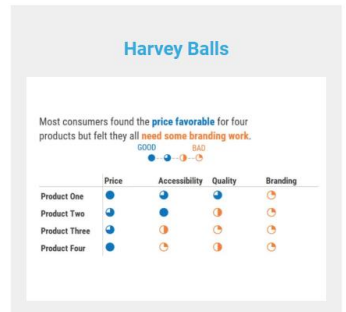 Harvey Balls
Most consumers found the price favorable for four
products but felt they all need some branding work.
GOOD BAD
Price Accessibility Quality Branding
Product One
Product Two
Product Three
Product Four